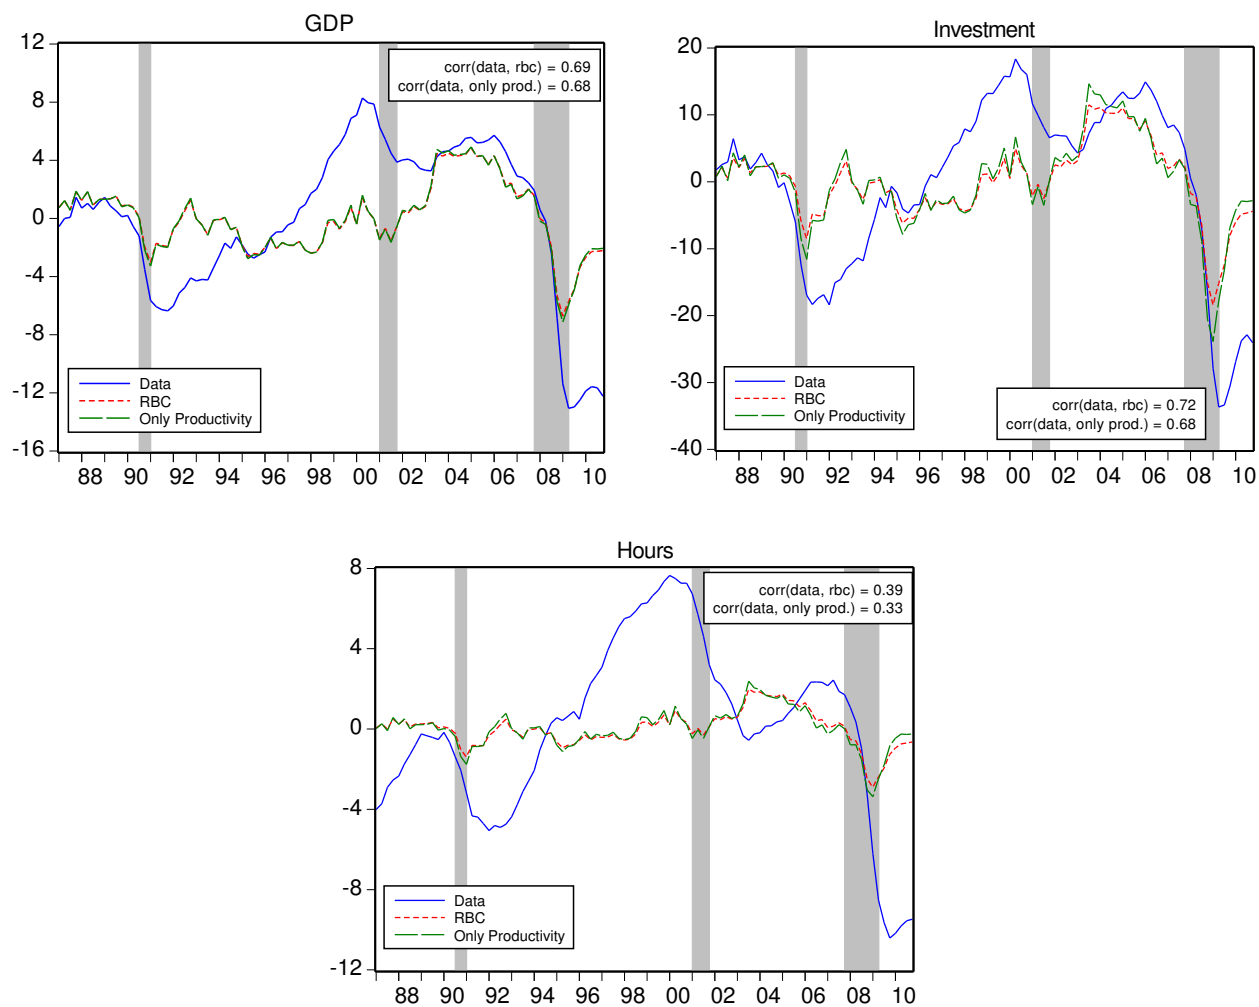 GDP
12
8
4
0
-4
-8
-12
-16
corr(data, rbc) = 0.69
corr(data, only prod.) = 0.68
Data
RBC
Only Productivity
88 90 92 94 96 98 00 02 04 06 08 10
Investment
20
10
0
-10
-20
-30
-40
Data
RBC
Only Productivity
corr(data, rbc) = 0.72
corr(data, only prod.) = 0.68
88 90 92 94 96 98 00 02 04 06 08 10
Hours
8
4
0
-4
-8
-12
corr(data, rbc) = 0.39
corr(data, only prod.) = 0.33
Data
RBC
Only Productivity
88 90 92 94 96 98 00 02 04 06 08 10